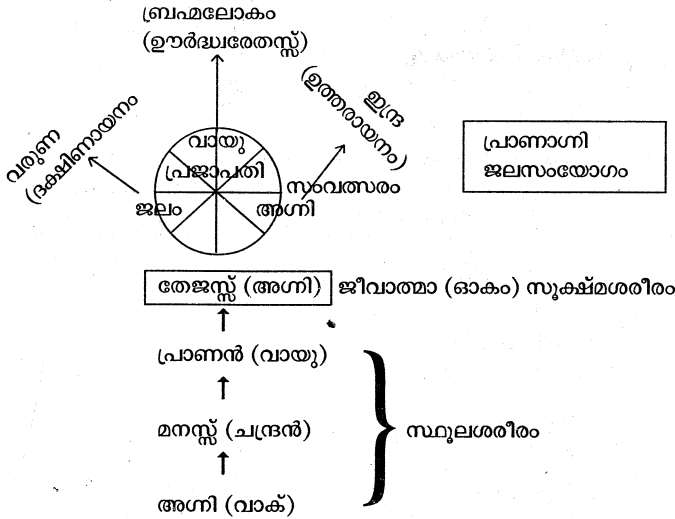 ബ്രഹ്മലോകം
(ഊർദ്ധ്വരേതസ്സ്)
ഇന്ദ്ര
(ഉത്തരായനം)
വരുണ
(ദക്ഷിണായനം)
വായു
പ്രജാപതി
സംവത്സരം
ജലം
അഗ്നി
പ്രാണാഗ്നി
ജലസംയോഗം
തേജസ്സ് (അഗ്നി) ജീവാത്മാ (ഓകം) സൂക്ഷ്മശരീരം
പ്രാണൻ (വായു)
മനസ്സ് (ചന്ദ്രൻ)
സ്ഥൂലശരീരം
അഗ്നി (വാക്)